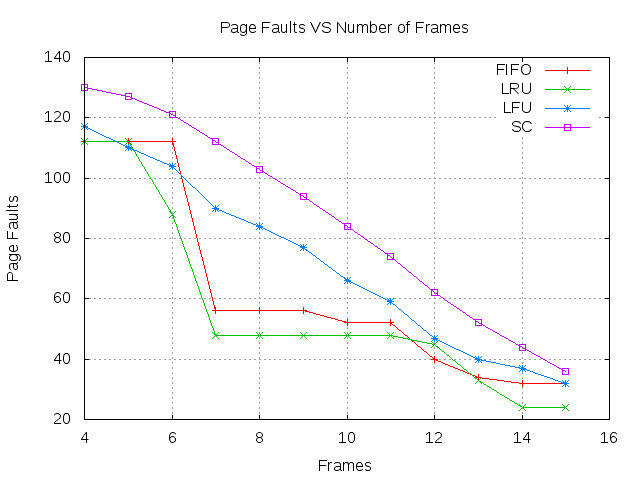 Page Faults VS Number of Frames
140
120
100
80
60
40
20
4 6 8 10 12 14 16
Page Faults
Frames
FIFO
LRU
LFU
SC